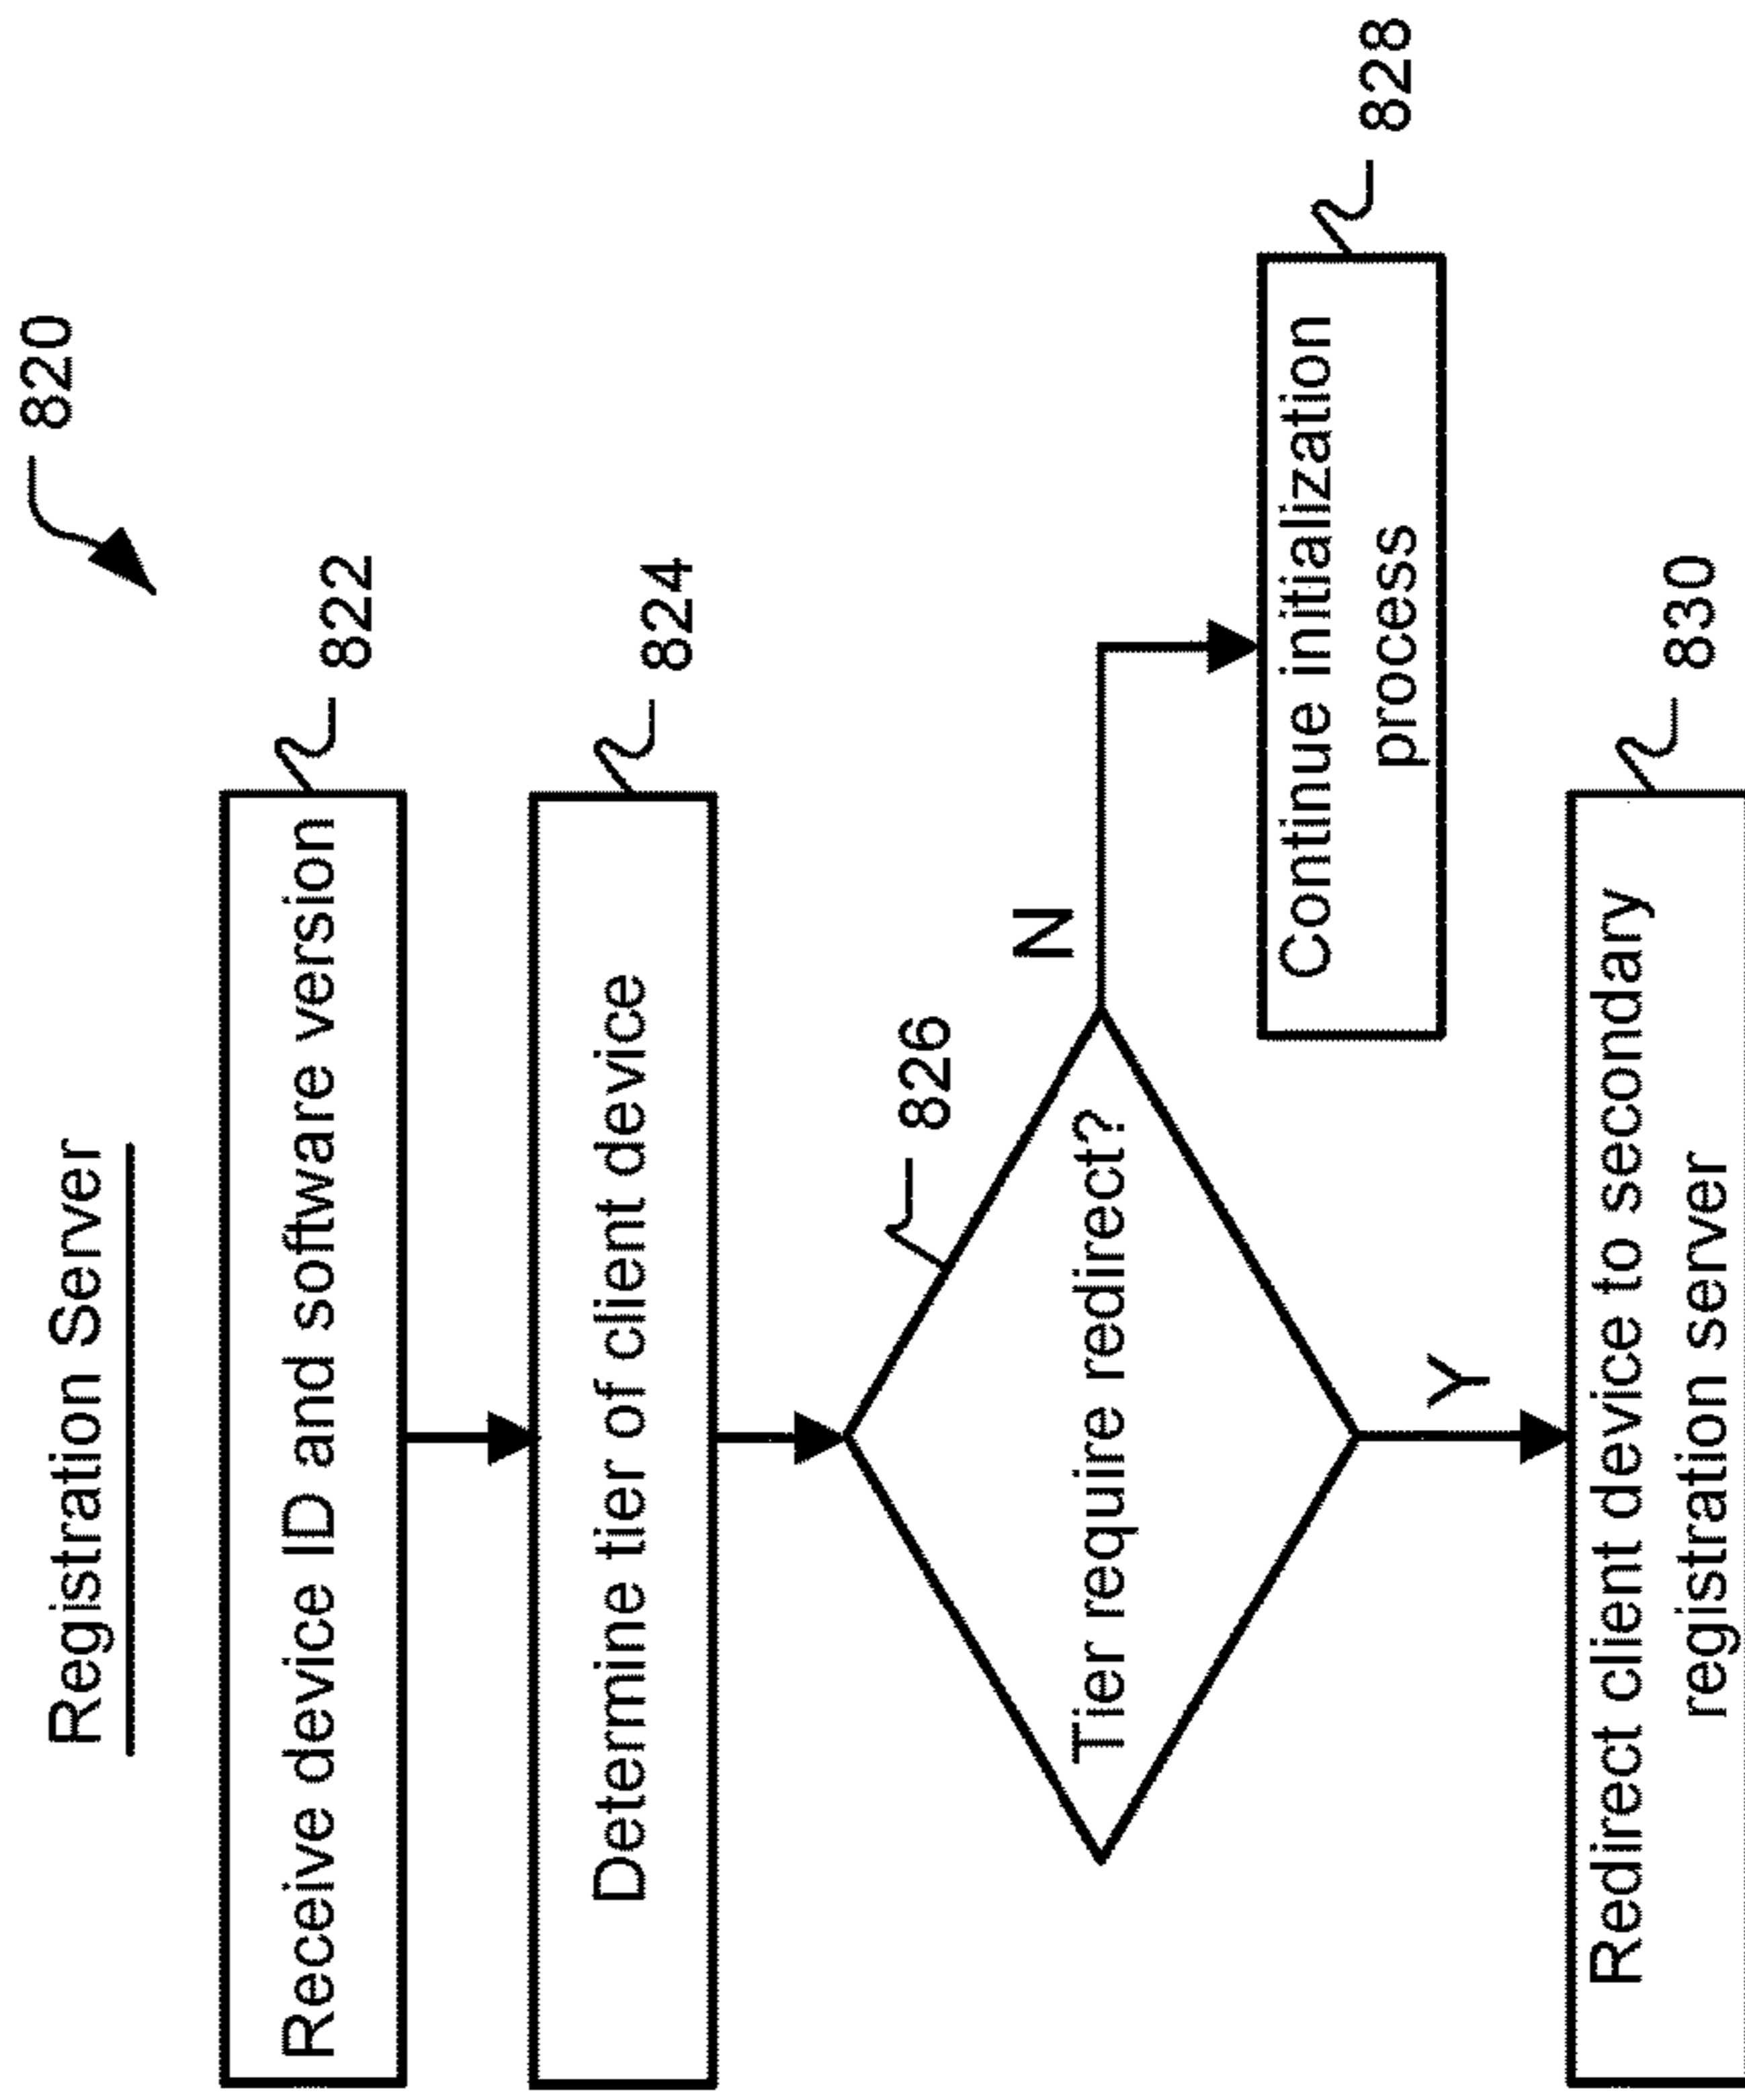 820
Registration Server
822
Receive device ID and software version
824
Determine tier of client device
826
Tier require redirect?
N
828
Continue initialization
process
Y
830
Redirect client device to secondary
registration server